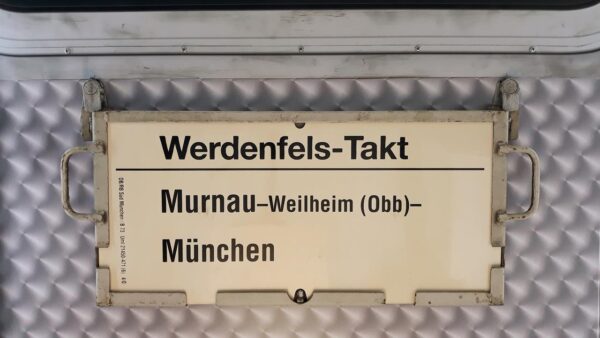 Werdenfels-Takt
Murnau–Weilheim (Obb)–
München